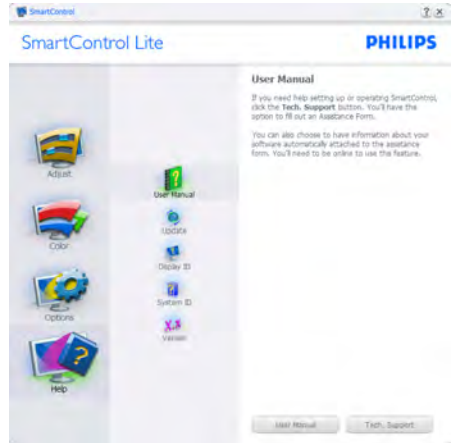 SmartControl
? x
SmartControl Lite
PHILIPS
Adjust
Color
Options
Help
User Manual
Update
Display ID
System ID
Version
User Manual
If you need help setting up or operating SmartControl,
click the Tech. Support button. You'll have the
option to fill out an Assistance Form.
You can also choose to have information about your
software automatically attached to the assistance
form. You'll need to be online to use the feature.
User Manual
Tech. Support